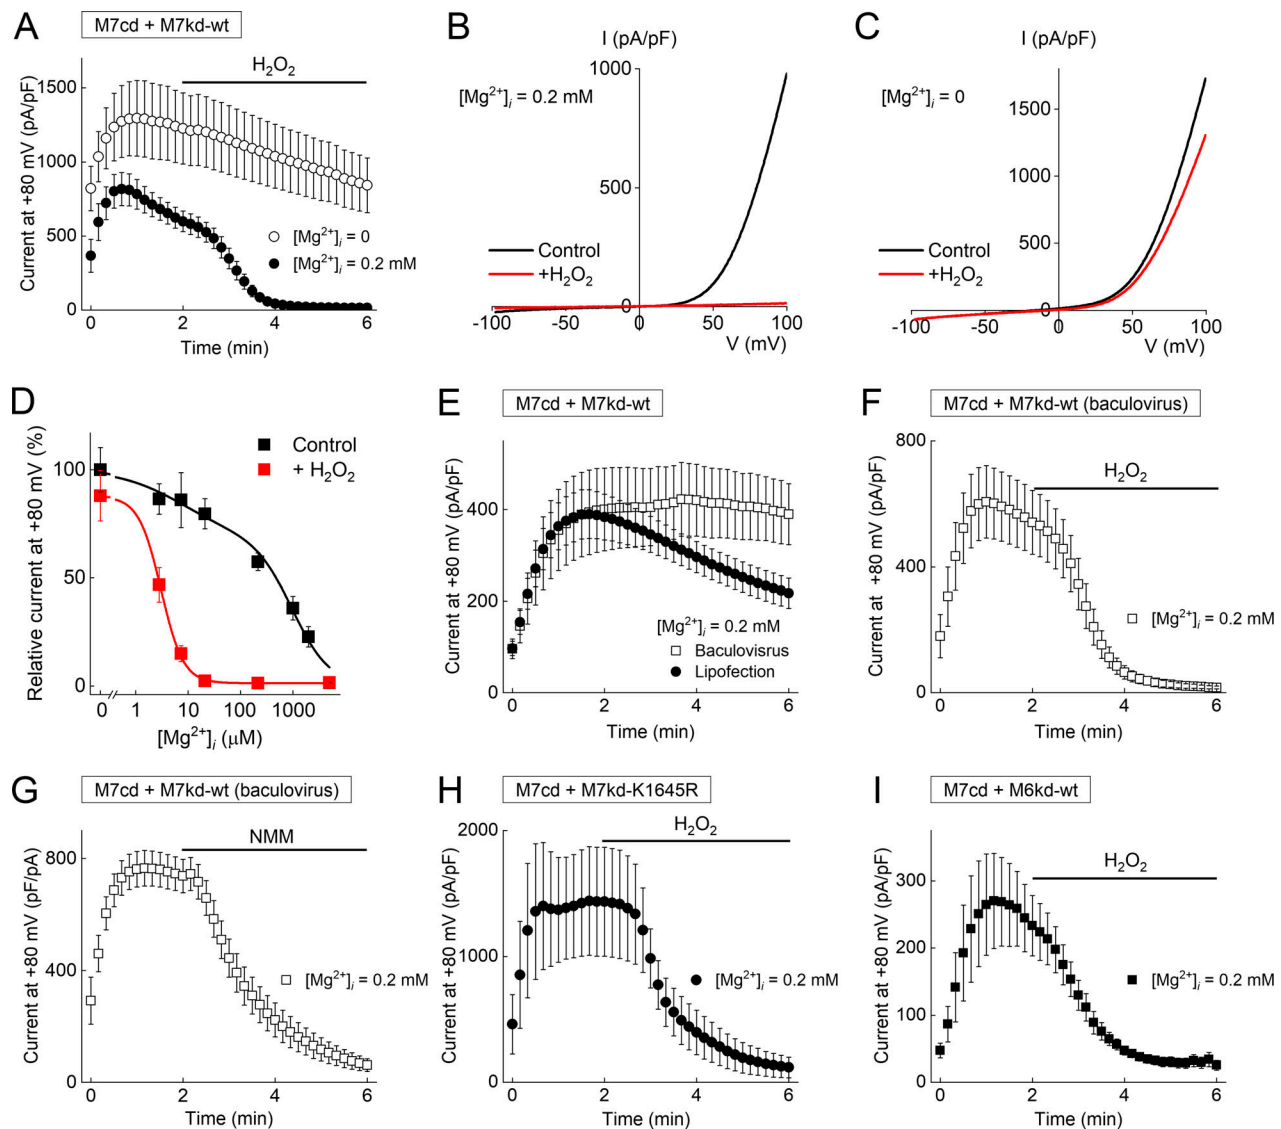 A
M7cd + M7kd-wt
H₂O₂
Current at +80 mV (pA/pF)
1500
1000
500
0
[Mg²⁺]ᵢ = 0
[Mg²⁺]ᵢ = 0.2 mM
0 2 4 6
Time (min)
B
I (pA/pF)
1000
[Mg²⁺]ᵢ = 0.2 mM
500
Control
+H₂O₂
0
-100 -50 50 100
V (mV)
C
I (pA/pF)
1500
[Mg²⁺]ᵢ = 0
1000
500
Control
+H₂O₂
0
-100 -50 0 50 100
V (mV)
D
Relative current at +80 mV (%)
100
50
0
Control
+ H₂O₂
0 1 10 100 1000
[Mg²⁺]ᵢ (μM)
E
M7cd + M7kd-wt
Current at +80 mV (pA/pF)
400
200
0
[Mg²⁺]ᵢ = 0.2 mM
Baculovisrus
Lipofection
0 2 4 6
Time (min)
F
M7cd + M7kd-wt (baculovirus)
H₂O₂
Current at +80 mV (pA/pF)
800
400
0
[Mg²⁺]ᵢ = 0.2 mM
0 2 4 6
Time (min)
G
M7cd + M7kd-wt (baculovirus)
NMM
Current at +80 mV (pF/pA)
800
400
0
[Mg²⁺]ᵢ = 0.2 mM
0 2 4 6
Time (min)
H
M7cd + M7kd-K1645R
H₂O₂
Current at +80 mV (pA/pF)
2000
1000
0
[Mg²⁺]ᵢ = 0.2 mM
0 2 4 6
Time (min)
I
M7cd + M6kd-wt
H₂O₂
Current at +80 mV (pA/pF)
300
200
100
0
[Mg²⁺]ᵢ = 0.2 mM
0 2 4 6
Time (min)